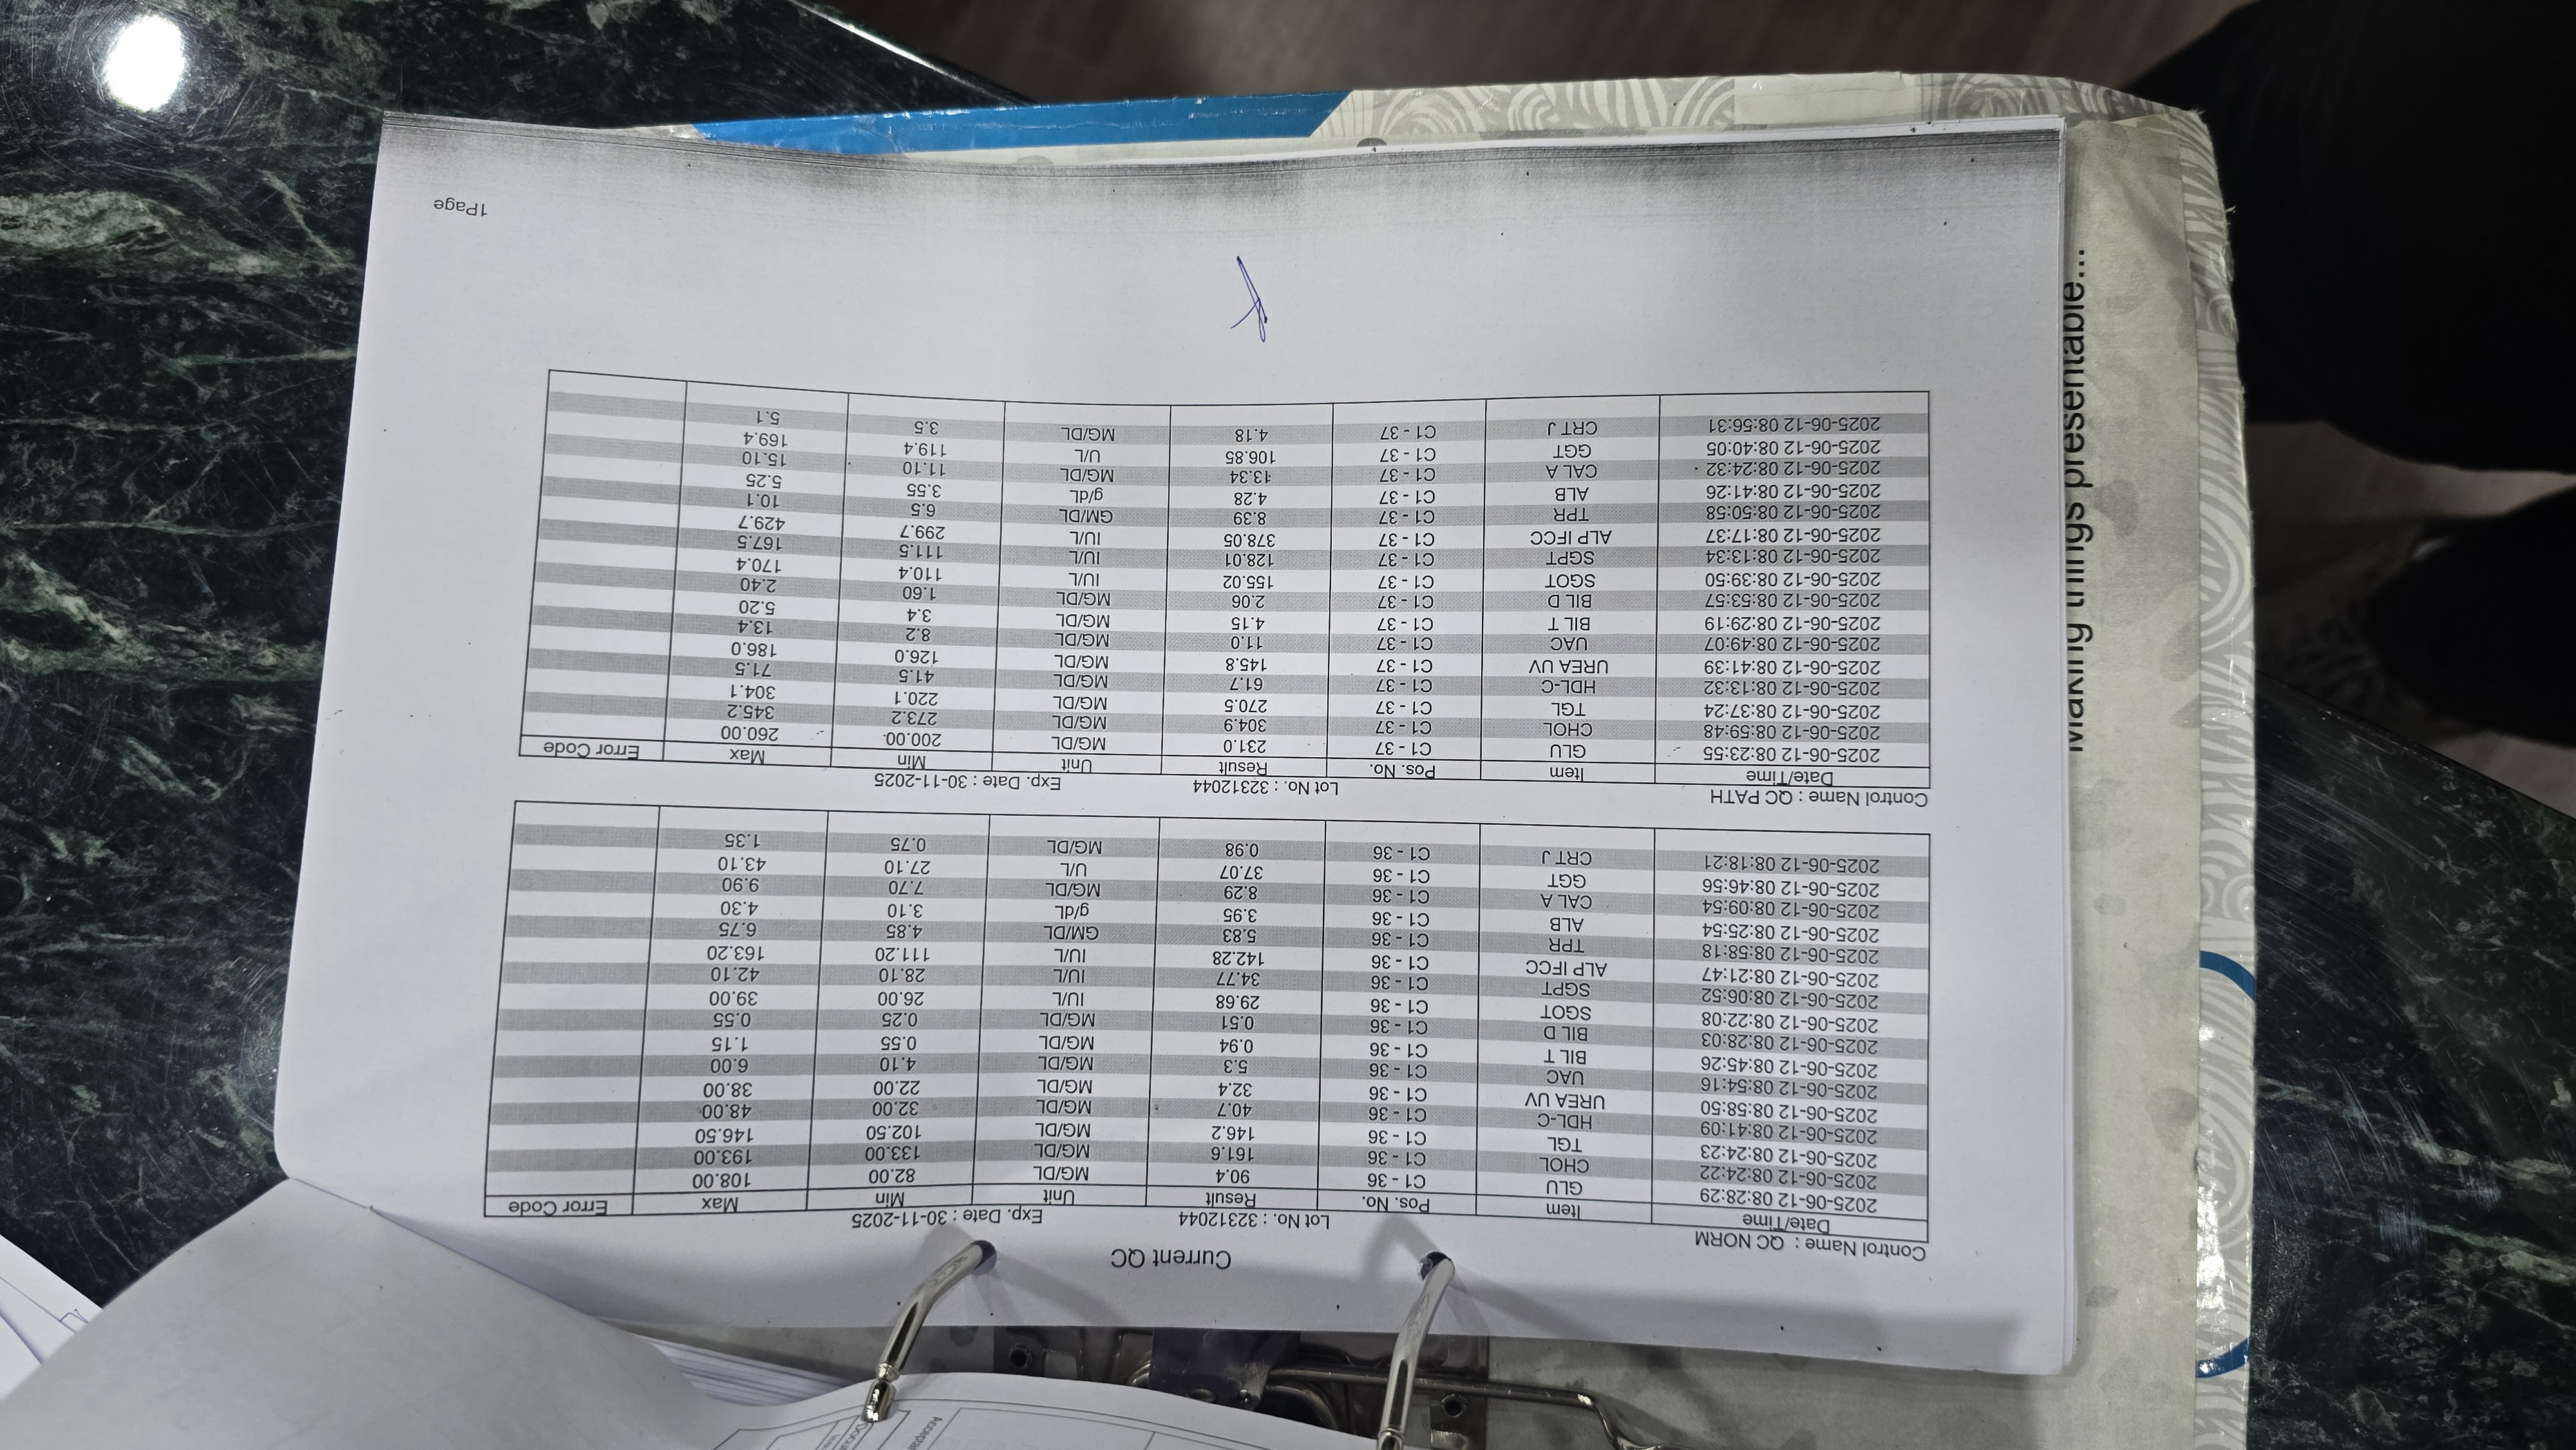 Current QC
Control Name : QC NORM Lot No. : 32312044 Exp. Date : 30-11-2025
Date/Time Item Pos. No. Result Unit Min Max Error Code
2025-06-12 08:28:29 GLU C1 - 36 90.4 MG/DL 82.00 108.00
2025-06-12 08:24:22 CHOL C1 - 36 161.6 MG/DL 133.00 193.00
2025-06-12 08:24:23 TGL C1 - 36 146.2 MG/DL 102.50 146.50
2025-06-12 08:41:09 HDL-C C1 - 36 40.7 MG/DL 32.00 48.00
2025-06-12 08:58:50 UREA UV C1 - 36 32.4 MG/DL 22.00 38.00
2025-06-12 08:54:16 UAC C1 - 36 5.3 MG/DL 4.10 6.00
2025-06-12 08:45:26 BIL T C1 - 36 0.94 MG/DL 0.55 1.15
2025-06-12 08:28:03 BIL D C1 - 36 0.51 MG/DL 0.25 0.55
2025-06-12 08:22:08 SGOT C1 - 36 29.68 IU/L 26.00 39.00
2025-06-12 08:06:52 SGPT C1 - 36 34.77 IU/L 28.10 42.10
2025-06-12 08:21:47 ALP IFCC C1 - 36 142.28 IU/L 111.20 163.20
2025-06-12 08:58:18 TPR C1 - 36 5.83 GM/DL 4.85 6.75
2025-06-12 08:25:54 ALB C1 - 36 3.95 g/dL 3.10 4.30
2025-06-12 08:09:54 CAL A C1 - 36 8.29 MG/DL 7.70 9.90
2025-06-12 08:46:56 GGT C1 - 36 37.07 U/L 27.10 43.10
2025-06-12 08:18:21 CRT J C1 - 36 0.98 MG/DL 0.75 1.35
Control Name : QC PATH Lot No. : 32312044 Exp. Date : 30-11-2025
Date/Time Item Pos. No. Result Unit Min Max Error Code
2025-06-12 08:23:55 GLU C1 - 37 231.0 MG/DL 200.00 260.00
2025-06-12 08:59:48 CHOL C1 - 37 304.9 MG/DL 273.2 345.2
2025-06-12 08:37:24 TGL C1 - 37 270.5 MG/DL 220.1 304.1
2025-06-12 08:13:32 HDL-C C1 - 37 61.7 MG/DL 41.5 71.5
2025-06-12 08:41:39 UREA UV C1 - 37 145.8 MG/DL 126.0 186.0
2025-06-12 08:49:07 UAC C1 - 37 11.0 MG/DL 8.2 13.4
2025-06-12 08:29:19 BIL T C1 - 37 4.15 MG/DL 3.4 5.20
2025-06-12 08:53:57 BIL D C1 - 37 2.06 MG/DL 1.60 2.40
2025-06-12 08:39:50 SGOT C1 - 37 155.02 IU/L 110.4 170.4
2025-06-12 08:13:34 SGPT C1 - 37 128.01 IU/L 111.5 167.5
2025-06-12 08:17:37 ALP IFCC C1 - 37 378.05 IU/L 299.7 429.7
2025-06-12 08:50:58 TPR C1 - 37 8.39 GM/DL 6.5 10.1
2025-06-12 08:41:26 ALB C1 - 37 4.28 g/dL 3.55 5.25
2025-06-12 08:24:32 CAL A C1 - 37 13.34 MG/DL 11.10 15.10
2025-06-12 08:40:05 GGT C1 - 37 106.85 U/L 119.4 169.4
2025-06-12 08:56:31 CRT J C1 - 37 4.18 MG/DL 3.5 5.1
1Page
Making things presentable...